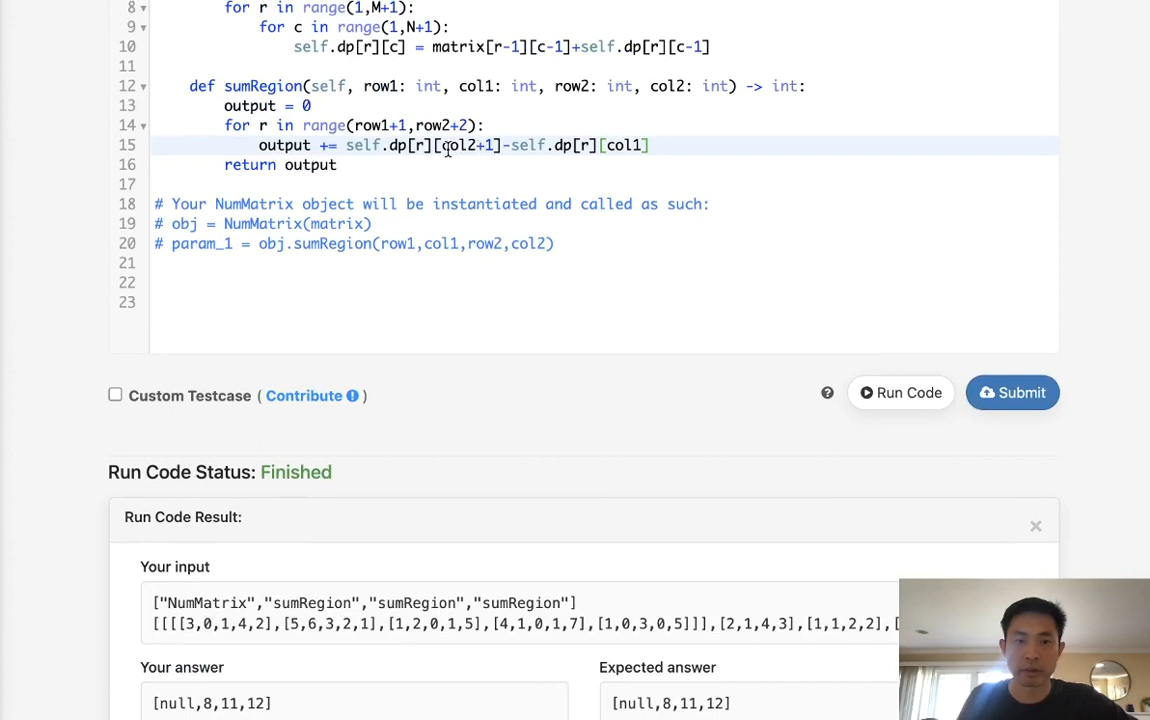 8 for r in range(1,M+1):
9 for c in range(1,N+1):
10 self.dp[r][c] = matrix[r-1][c-1]+self.dp[r][c-1]
11
12 def sumRegion(self, row1: int, col1: int, row2: int, col2: int) -> int:
13 output = 0
14 for r in range(row1+1,row2+2):
15 output += self.dp[r][col2+1]-self.dp[r][col1]
16 return output
17
18 # Your NumMatrix object will be instantiated and called as such:
19 # obj = NumMatrix(matrix)
20 # param_1 = obj.sumRegion(row1,col1,row2,col2)
21
22
23
Custom Testcase ( Contribute )
Run Code
Submit
Run Code Status: Finished
Run Code Result:
Your input
["NumMatrix","sumRegion","sumRegion","sumRegion"]
[[[[3,0,1,4,2],[5,6,3,2,1],[1,2,0,1,5],[4,1,0,1,7],[1,0,3,0,5]]],[2,1,4,3],[1,1,2,2],[
Your answer
Expected answer
[null,8,11,12]
[null,8,11,12]